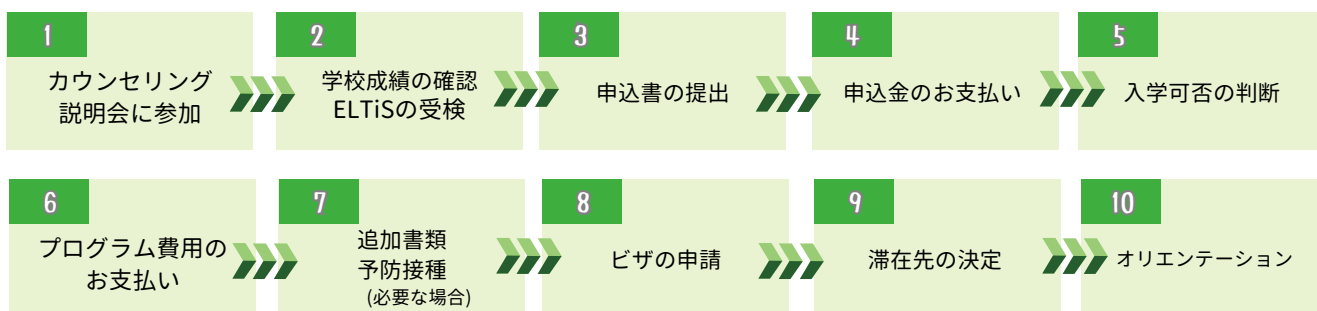 1
カウンセリング
説明会に参加
2
学校成績の確認
ELTiSの受検
3
申込書の提出
4
申込金のお支払い
5
入学可否の判断
6
プログラム費用の
お支払い
7
追加書類
予防接種
(必要な場合)
8
ビザの申請
9
滞在先の決定
10
オリエンテーション